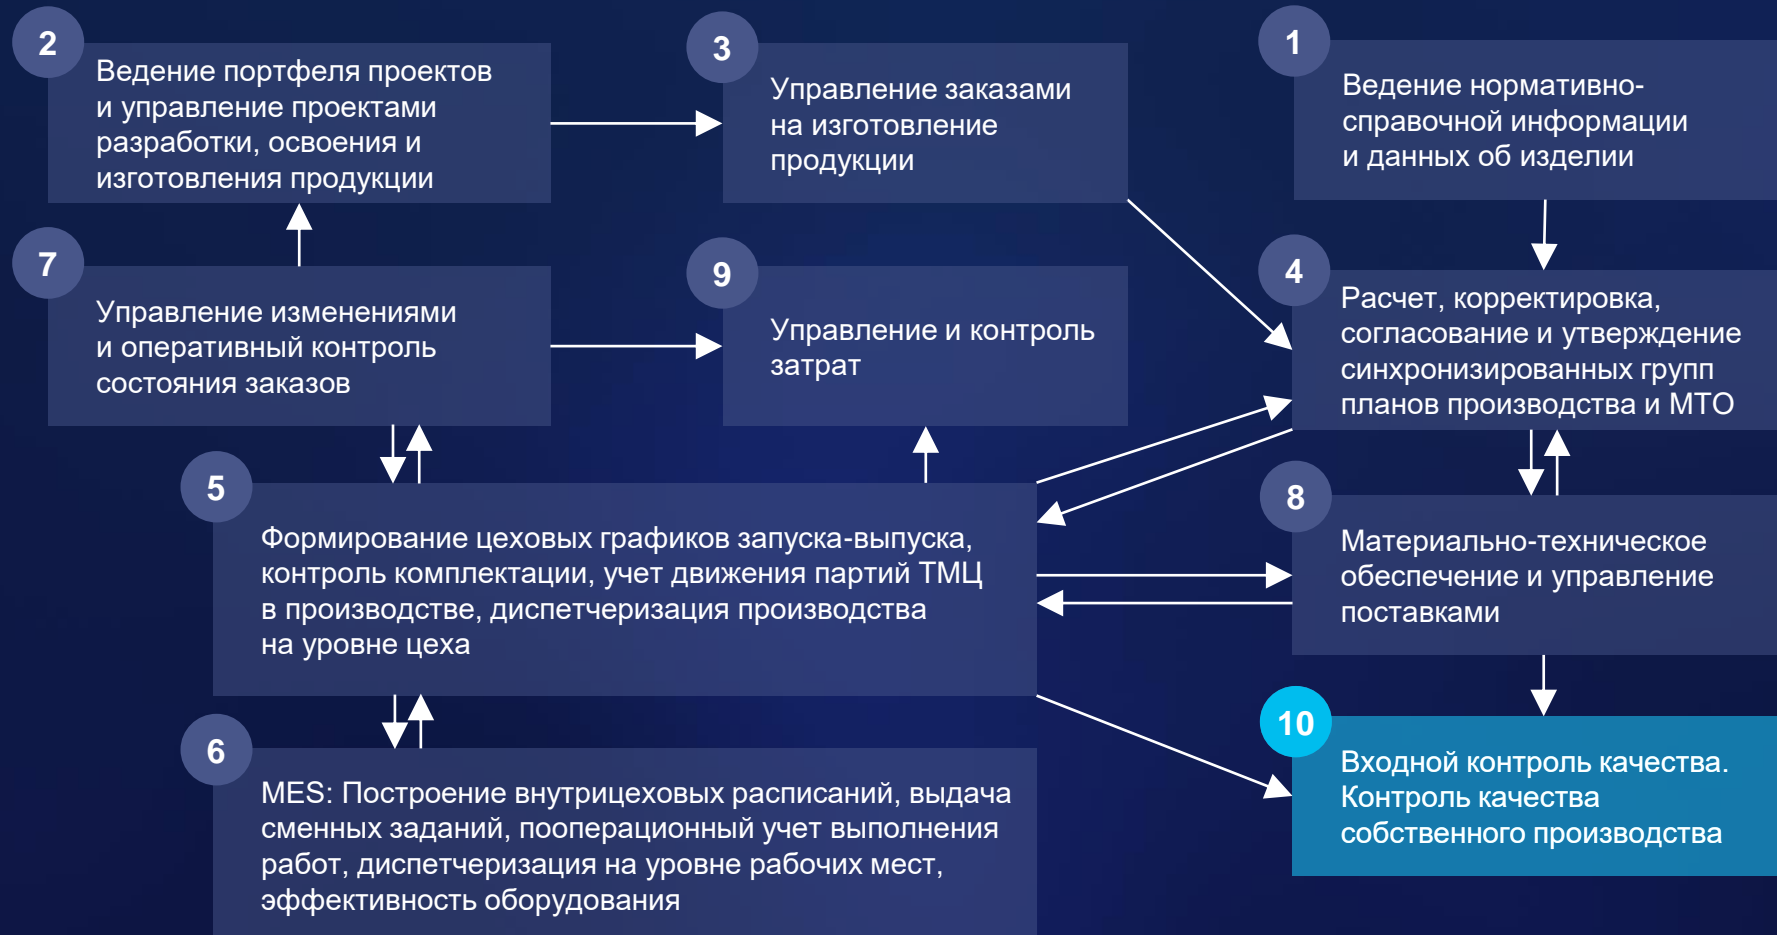 2
Ведение портфеля проектов
и управление проектами
разработки, освоения и
изготовления продукции
3
Управление заказами
на изготовление
продукции
1
Ведение нормативно-
справочной информации
и данных об изделии
7
Управление изменениями
и оперативный контроль
состояния заказов
9
Управление и контроль
затрат
4
Расчет, корректировка,
согласование и утверждение
синхронизированных групп
планов производства и МТО
5
Формирование цеховых графиков запуска-выпуска,
контроль комплектации, учет движения партий ТМЦ
в производстве, диспетчеризация производства
на уровне цеха
8
Материально-техническое
обеспечение и управление
поставками
6
MES: Построение внутрицеховых расписаний, выдача
сменных заданий, пооперационный учет выполнения
работ, диспетчеризация на уровне рабочих мест,
эффективность оборудования
10
Входной контроль качества.
Контроль качества
собственного производства